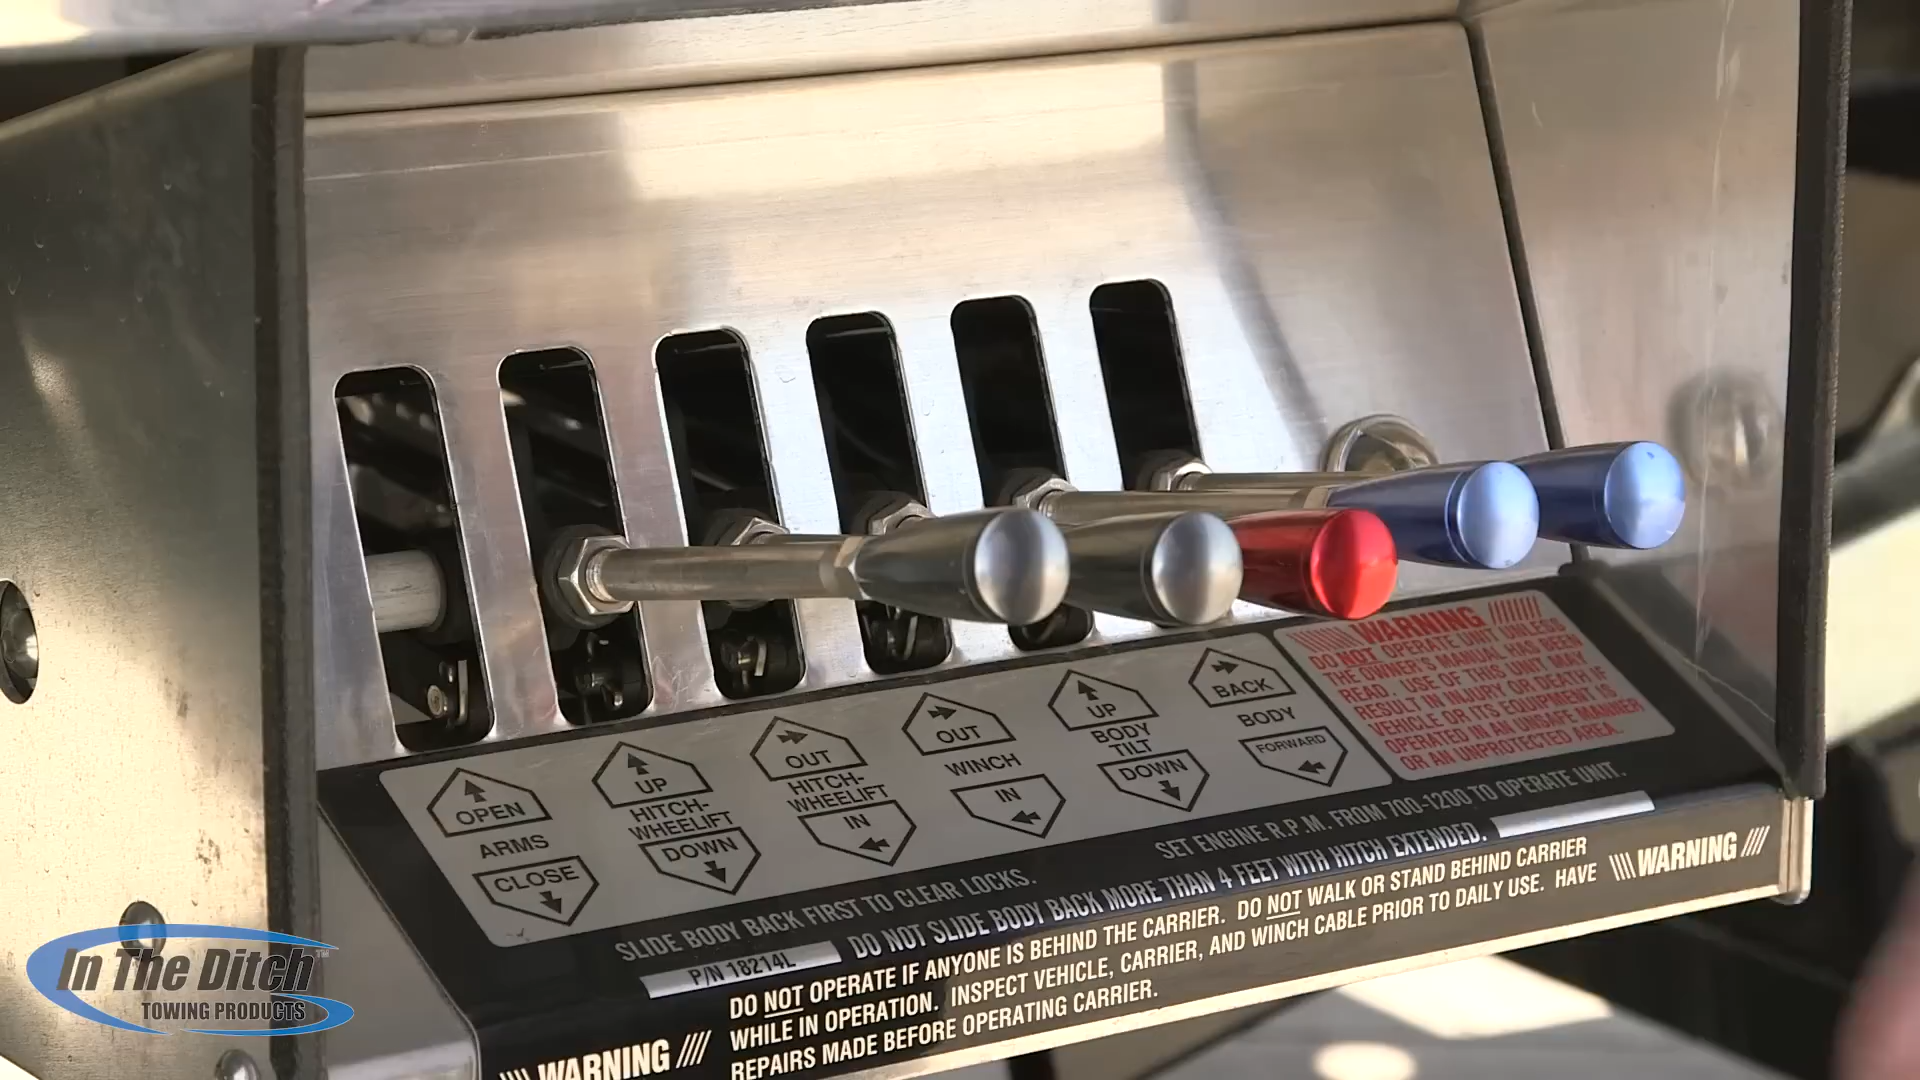 OPEN
ARMS
CLOSE
UP
HITCH-
WHEELIFT
DOWN
OUT
HITCH-
WHEELIFT
IN
OUT
WINCH
IN
UP
BODY
TILT
DOWN
BACK
BODY
FORWARD
WARNING
DO NOT OPERATE UNIT UNLESS
THE OWNER'S MANUAL HAS BEEN
READ. USE OF THIS UNIT MAY
RESULT IN INJURY OR DEATH IF
VEHICLE OR ITS EQUIPMENT IS
OPERATED IN AN UNSAFE MANNER
OR AN UNPROTECTED AREA.
SLIDE BODY BACK FIRST TO CLEAR LOCKS.
SET ENGINE R.P.M. FROM 700-1200 TO OPERATE UNIT.
P/N 18214L
DO NOT SLIDE BODY BACK MORE THAN 4 FEET WITH HITCH EXTENDED.
WARNING
DO NOT OPERATE IF ANYONE IS BEHIND THE CARRIER. DO NOT WALK OR STAND BEHIND CARRIER
WHILE IN OPERATION. INSPECT VEHICLE, CARRIER, AND WINCH CABLE PRIOR TO DAILY USE. HAVE
REPAIRS MADE BEFORE OPERATING CARRIER.
WARNING
In The Ditch™
TOWING PRODUCTS